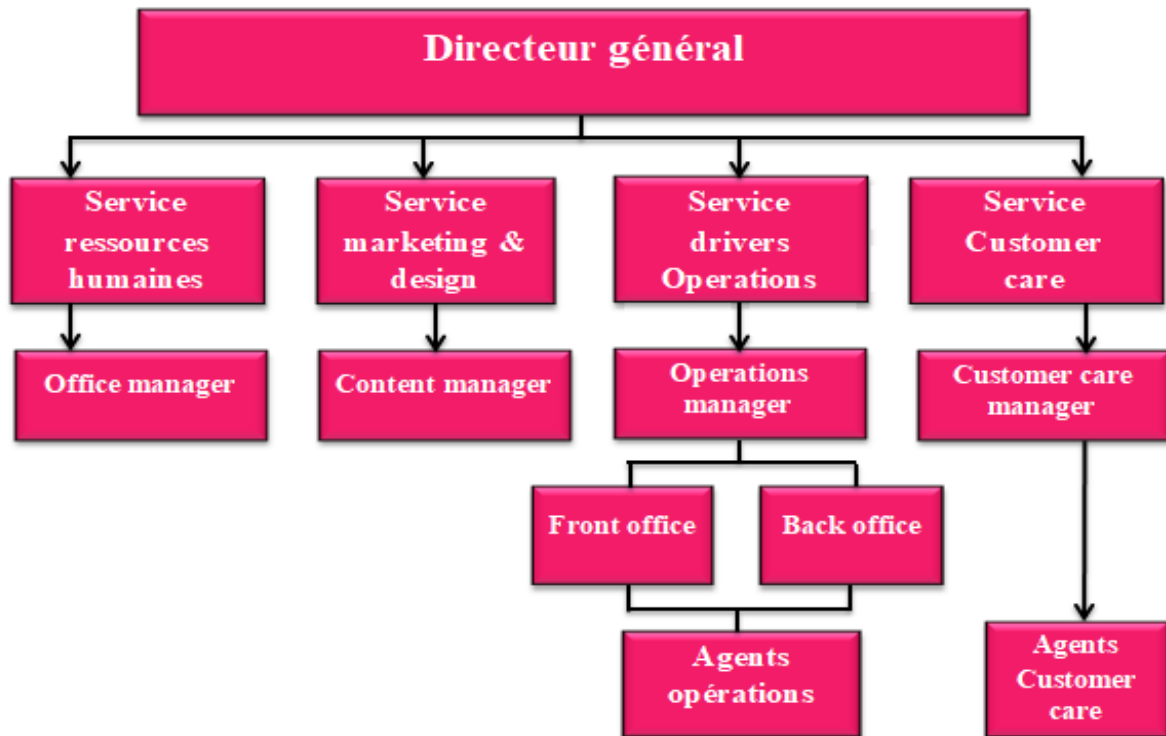 Directeur général
Service
ressources
humaines
Service
marketing &
design
Service
drivers
Operations
Service
Customer
care
Office manager
Content manager
Operations
manager
Customer care
manager
Front office
Back office
Agents
opérations
Agents
Customer
care